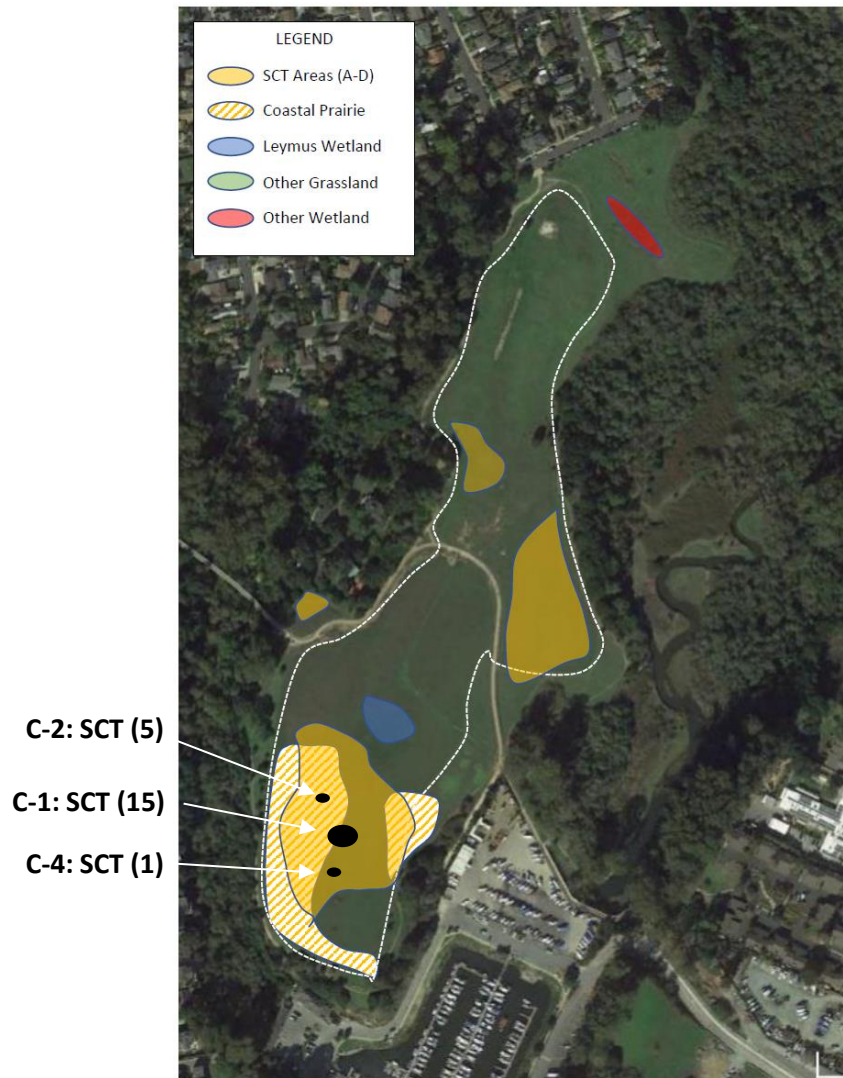 LEGEND
SCT Areas (A-D)
Coastal Prairie
Leymus Wetland
Other Grassland
Other Wetland
C-2: SCT (5)
C-1: SCT (15)
C-4: SCT (1)